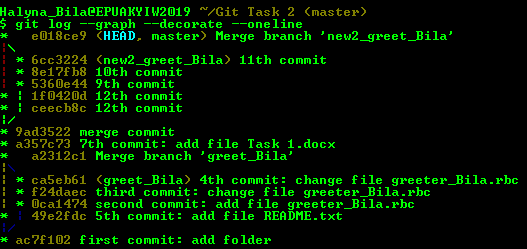 Halyna_Bila@EPUAKYIW2019 ~/Git Task 2 (master)
$ git log --graph --decorate --oneline
*   e018ce9 (HEAD, master) Merge branch 'new2_greet_Bila'
|\
| * 6cc3224 (new2_greet_Bila) 11th commit
| * 8e17fb8 10th commit
| * 5360e44 9th commit
* | 1f0420d 12th commit
* | ceecb8c 12th commit
|/
* 9ad3522 merge commit
* a357c73 7th commit: add file Task 1.docx
*   a2312c1 Merge branch 'greet_Bila'
|\
| * ca5eb61 (greet_Bila) 4th commit: change file greeter_Bila.rbc
| * f24daec third commit: change file greeter_Bila.rbc
| * 0ca1474 second commit: add file greeter_Bila.rbc
* | 49e2fdc 5th commit: add file README.txt
|/
* ac7f102 first commit: add folder